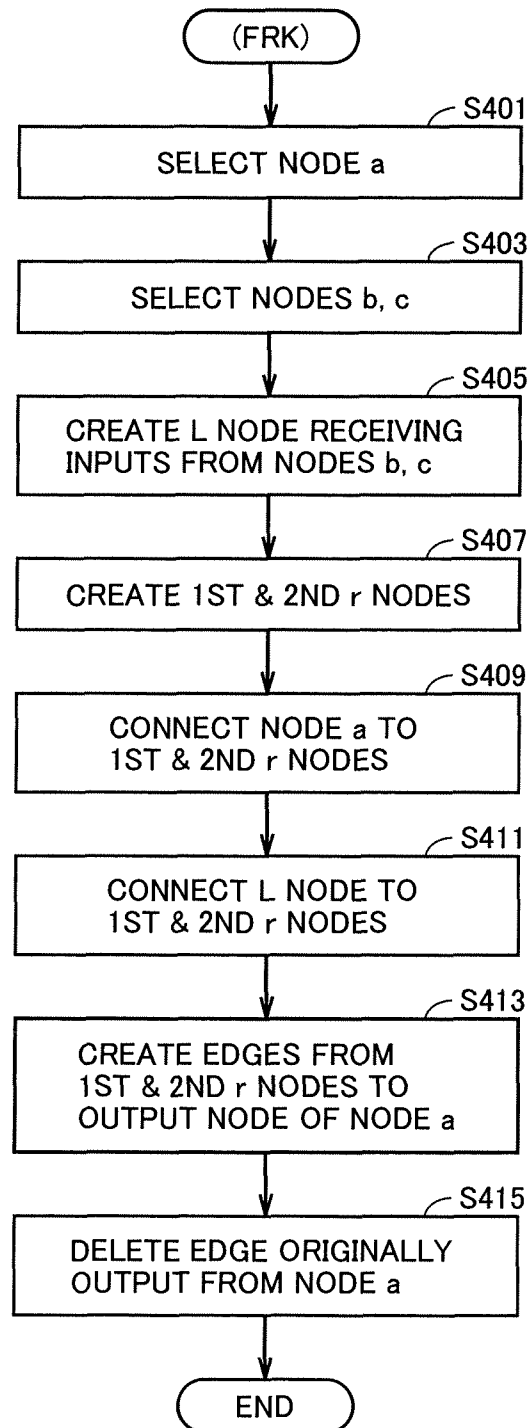 (FRK)
S401
SELECT NODE a
S403
SELECT NODES b, c
S405
CREATE L NODE RECEIVING
INPUTS FROM NODES b, c
S407
CREATE 1ST & 2ND r NODES
S409
CONNECT NODE a TO
1ST & 2ND r NODES
S411
CONNECT L NODE TO
1ST & 2ND r NODES
S413
CREATE EDGES FROM
1ST & 2ND r NODES TO
OUTPUT NODE OF NODE a
S415
DELETE EDGE ORIGINALLY
OUTPUT FROM NODE a
END